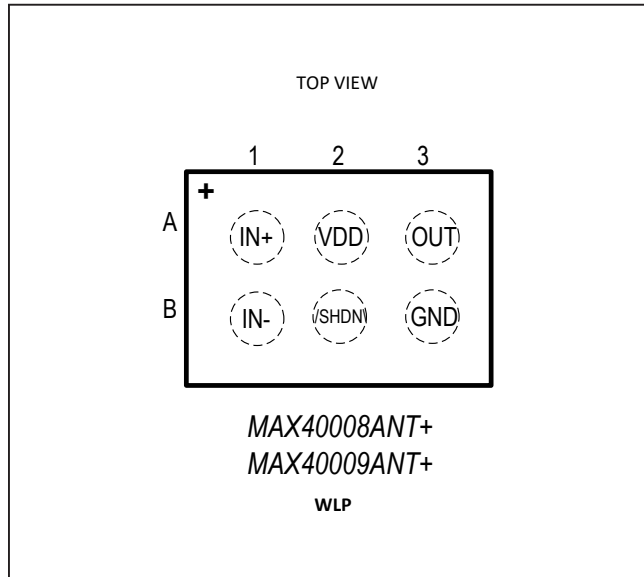 TOP VIEW
1 2 3
+
A IN+ VDD OUT
B IN- /SHDN\ GND
MAX40008ANT+
MAX40009ANT+
WLP